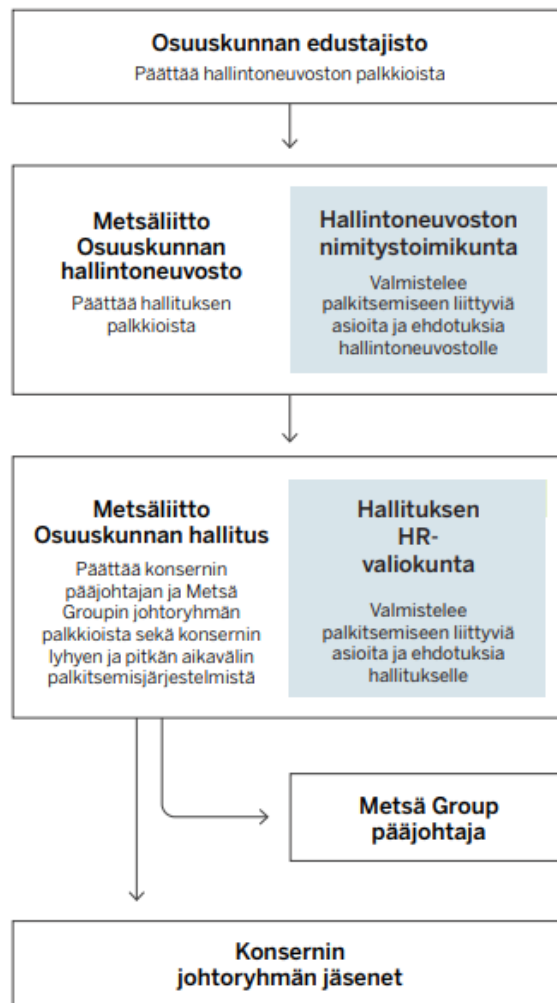 Osuuskunnan edustajisto
Päättää hallintoneuvoston palkkioista
Metsäliitto
Osuuskunnan
hallintoneuvosto
Päättää hallituksen
palkkioista
Hallintoneuvoston
nimitystoimikunta
Valmistelee
palkitsemiseen liittyviä
asioita ja ehdotuksia
hallintoneuvostolle
Metsäliitto
Osuuskunnan hallitus
Päättää konsernin
pääjohtajan ja Metsä
Groupin johtoryhmän
palkkioista sekä konsernin
lyhyen ja pitkän aikavälin
palkitsemisjärjestelmistä
Hallituksen
HR-
valiokunta
Valmistelee
palkitsemiseen liittyviä
asioita ja ehdotuksia
hallitukselle
Metsä Group
pääjohtaja
Konsernin
johtoryhmän jäsenet